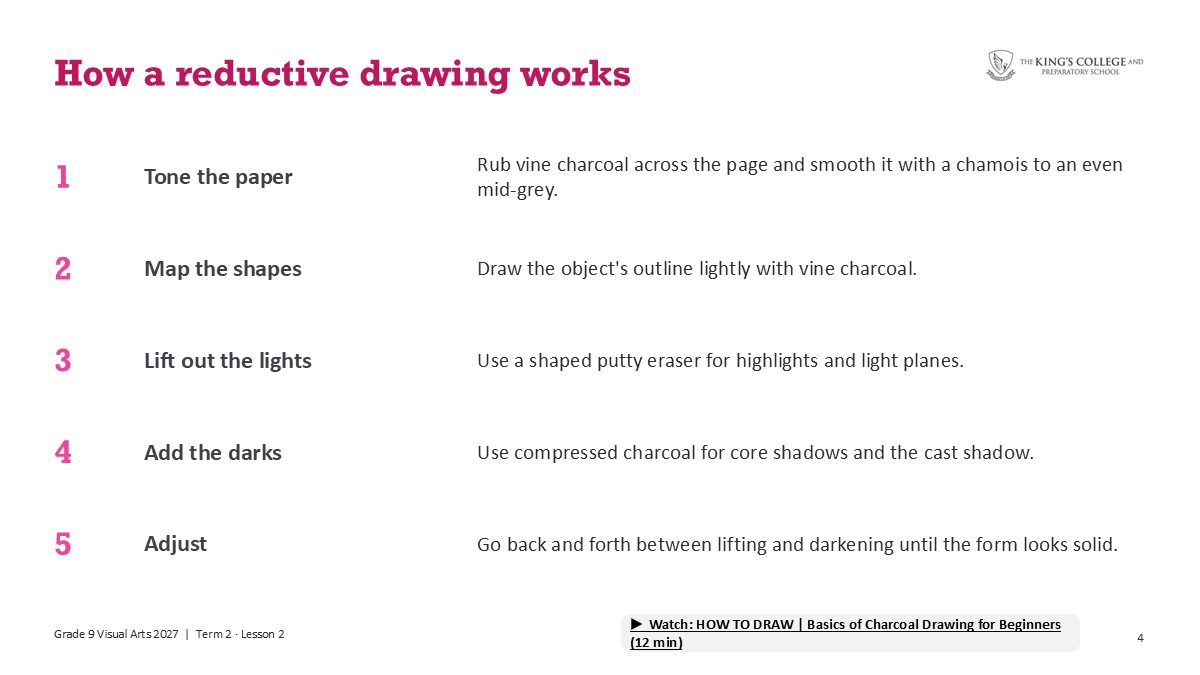 How a reductive drawing works
THE KING'S COLLEGE AND
PREPARATORY SCHOOL
1
Tone the paper
Rub vine charcoal across the page and smooth it with a chamois to an even
mid-grey.
2
Map the shapes
Draw the object's outline lightly with vine charcoal.
3
Lift out the lights
Use a shaped putty eraser for highlights and light planes.
4
Add the darks
Use compressed charcoal for core shadows and the cast shadow.
5
Adjust
Go back and forth between lifting and darkening until the form looks solid.
Grade 9 Visual Arts 2027 | Term 2 · Lesson 2
▶ Watch: HOW TO DRAW | Basics of Charcoal Drawing for Beginners
(12 min)
4